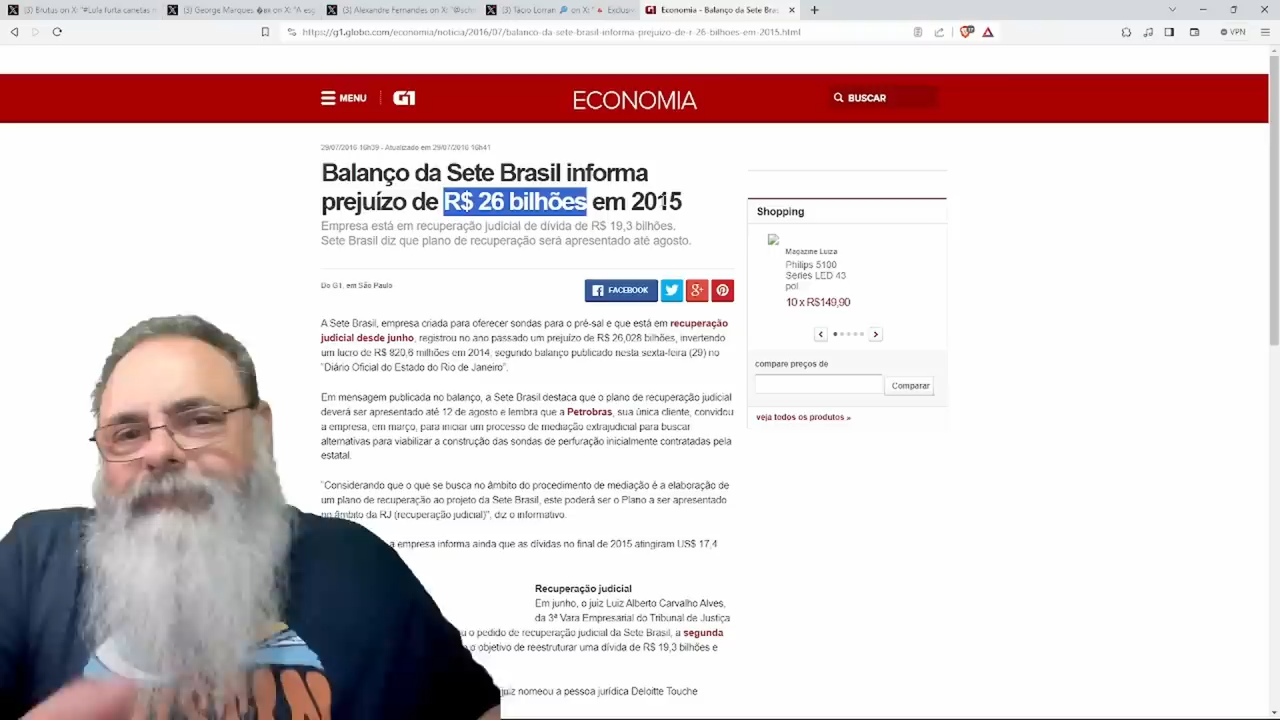 (3) Brutus on X: "Lula furta canetas n
(3) George Marques
on X: "A esq
(3) Alexandre Fernandes on X: "@schn
(3) Tácio Lorran
on X: "
Exclusiv
Economia - Balanço da Sete Bras
https://g1.globo.com/economia/noticia/2016/07/balanco-da-sete-brasil-informa-prejuizo-de-r-26-bilhoes-em-2015.html
VPN
MENU
G1
ECONOMIA
BUSCAR
29/07/2016 16h39 - Atualizado em 29/07/2016 16h41
Balanço da Sete Brasil informa
prejuízo de R$ 26 bilhões em 2015
Empresa está em recuperação judicial de dívida de R$ 19,3 bilhões.
Sete Brasil diz que plano de recuperação será apresentado até agosto.
Do G1, em São Paulo
FACEBOOK
A Sete Brasil, empresa criada para oferecer sondas para o pré-sal e que está em recuperação
judicial desde junho, registrou no ano passado um prejuízo de R$ 26,028 bilhões, invertendo
um lucro de R$ 820,6 milhões em 2014, segundo balanço publicado nesta sexta-feira (29) no
"Diário Oficial do Estado do Rio de Janeiro".
Em mensagem publicada no balanço, a Sete Brasil destaca que o plano de recuperação judicial
deverá ser apresentado até 12 de agosto e lembra que a Petrobras, sua única cliente, convidou
a empresa, em março, para iniciar um processo de mediação extrajudicial para buscar
alternativas para viabilizar a construção das sondas de perfuração inicialmente contratadas pela
estatal.
"Considerando que o que se busca no âmbito do procedimento de mediação é a elaboração de
um plano de recuperação ao projeto da Sete Brasil, este poderá ser o Plano a ser apresentado
no âmbito da RJ (recuperação judicial)", diz o informativo.
a empresa informa ainda que as dívidas no final de 2015 atingiram US$ 17,4
Recuperação judicial
Em junho, o juiz Luiz Alberto Carvalho Alves,
da 3ª Vara Empresarial do Tribunal de Justiça
u o pedido de recuperação judicial da Sete Brasil, a segunda
o objetivo de reestruturar uma dívida de R$ 19,3 bilhões e
juiz nomeou a pessoa jurídica Deloitte Touche
Shopping
Magazine Luiza
Philips 5100
Séries LED 43
pol
10 x R$149,90
compare preços de
Comparar
veja todos os produtos »